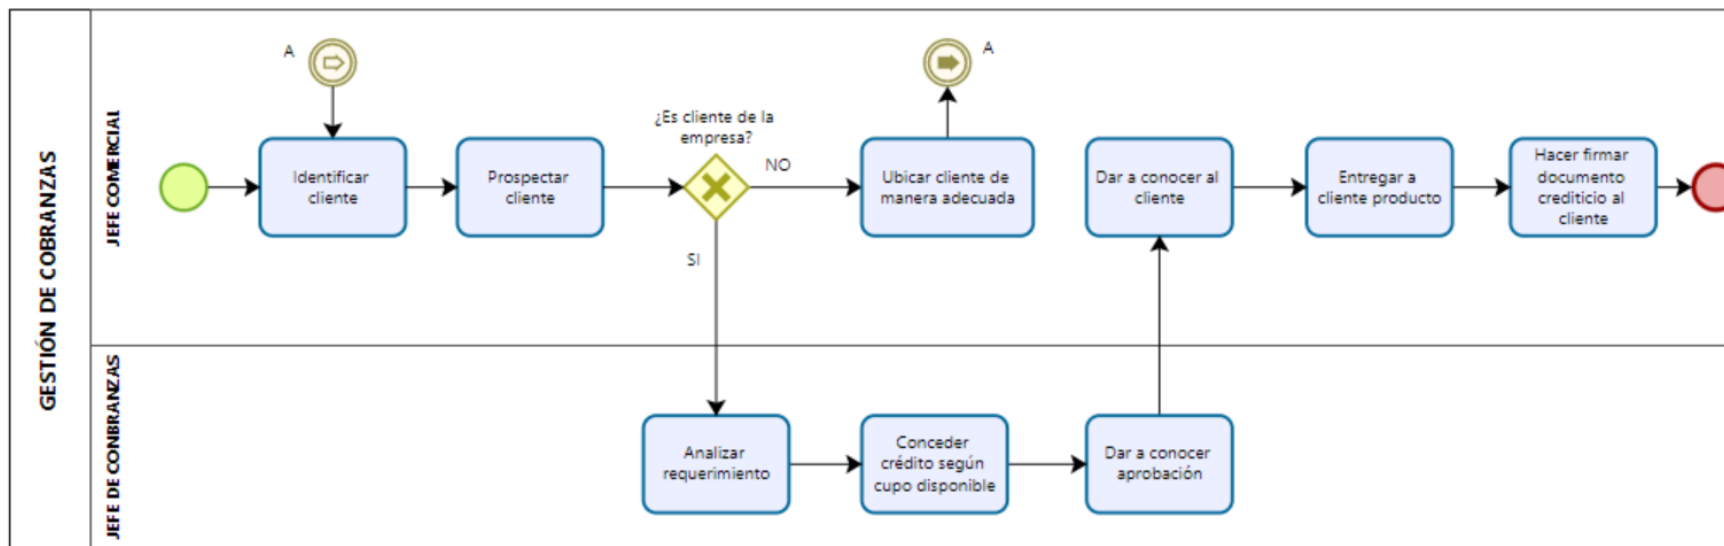 GESTIÓN DE COBRANZAS
JEFE COMERCIAL
A
Identificar
cliente
Prospectar
cliente
¿Es cliente de la
empresa?
NO
SI
Ubicar cliente de
manera adecuada
A
Dar a conocer al
cliente
Entregar a
cliente producto
Hacer firmar
documento
crediticio al
cliente
JEFE DE CONBRANZAS
Analizar
requerimiento
Conceder
crédito según
cupo disponible
Dar a conocer
aprobación